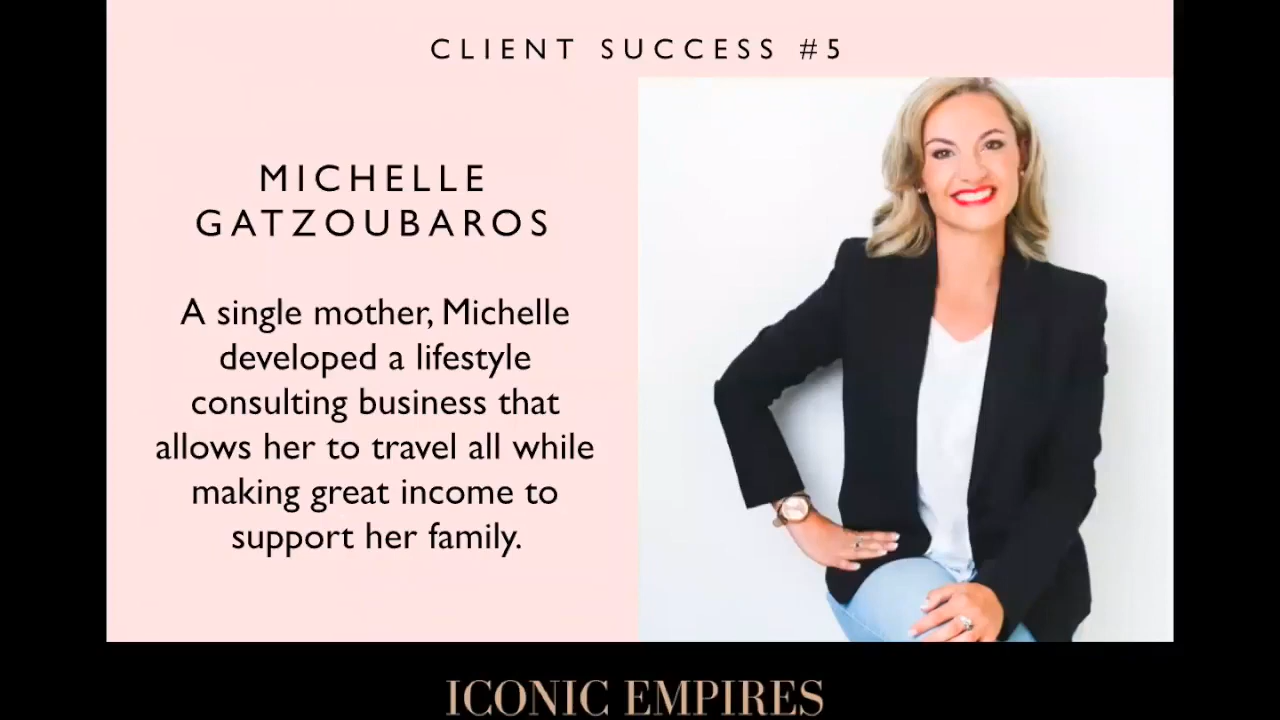 CLIENT SUCCESS #5
MICHELLE
GATZOUBAROS
A single mother, Michelle
developed a lifestyle
consulting business that
allows her to travel all while
making great income to
support her family.
ICONIC EMPIRES